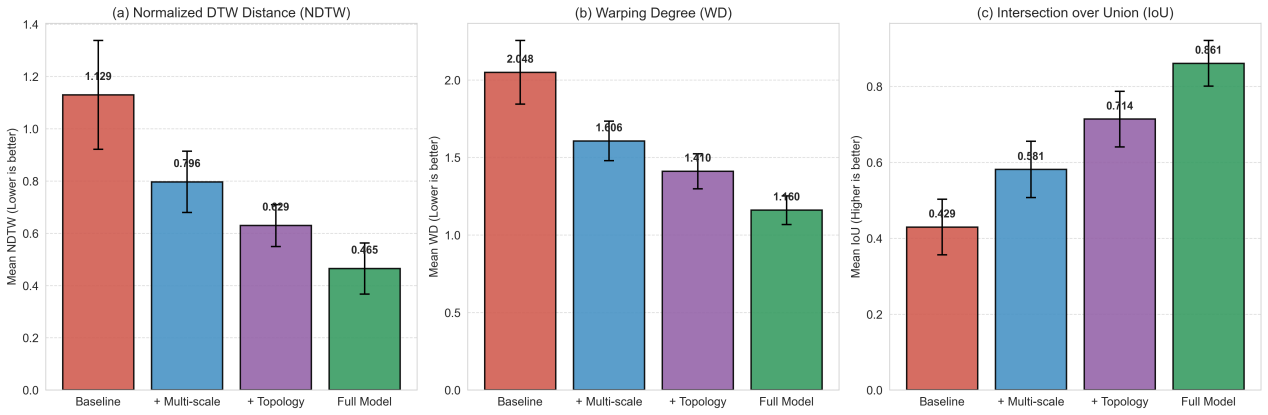 (a) Normalized DTW Distance (NDTW)
Mean NDTW (Lower is better)
1.4
1.2
1.0
0.8
0.6
0.4
0.2
0.0
1.129
0.796
0.629
0.465
Baseline
+ Multi-scale
+ Topology
Full Model
(b) Warping Degree (WD)
Mean WD (Lower is better)
2.0
1.5
1.0
0.5
0.0
2.048
1.606
1.410
1.160
Baseline
+ Multi-scale
+ Topology
Full Model
(c) Intersection over Union (IoU)
Mean IoU (Higher is better)
0.8
0.6
0.4
0.2
0.0
0.429
0.581
0.714
0.861
Baseline
+ Multi-scale
+ Topology
Full Model